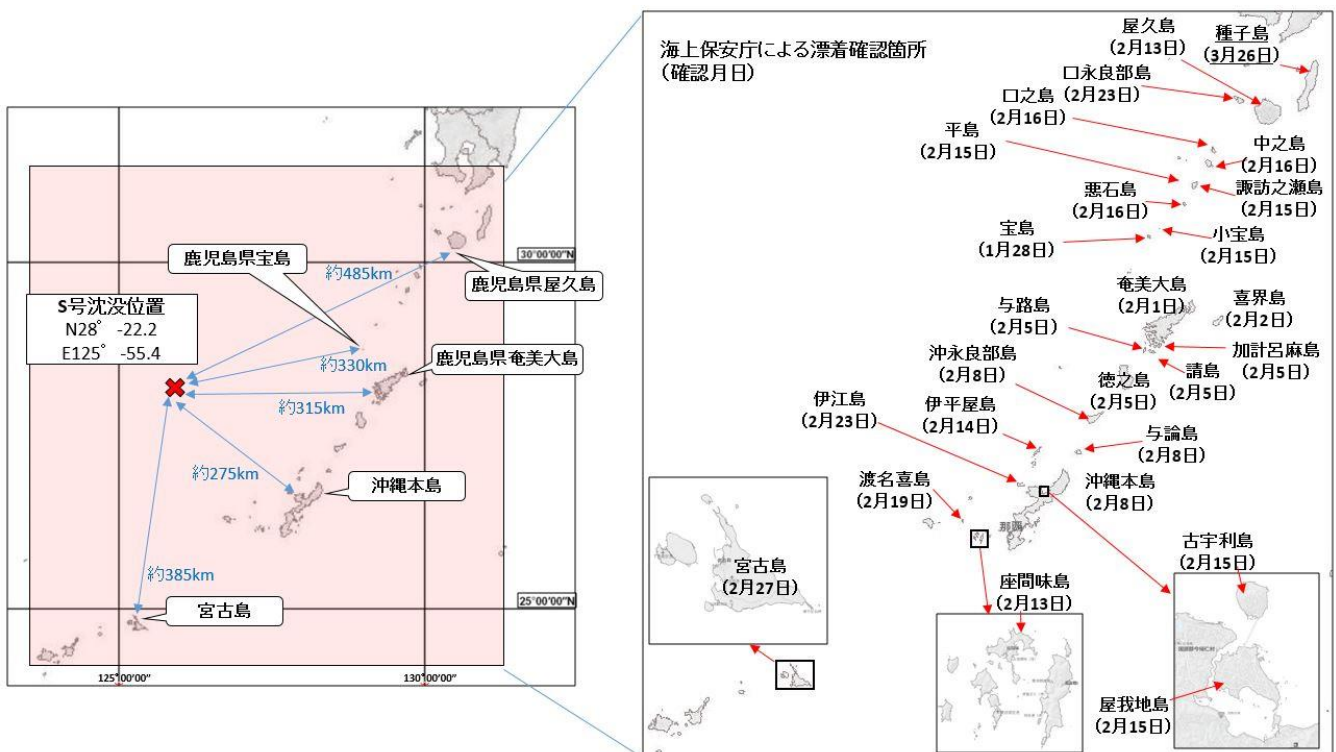 鹿児島県宝島
約485km
30°00'00"N
鹿児島県屋久島
S号沈没位置
N28° -22.2
E125° -55.4
約330km
鹿児島県奄美大島
約315km
約275km
沖縄本島
約385km
宮古島
25°00'00"N
125°00'00"
130°00'00"
海上保安庁による漂着確認箇所
(確認月日)
屋久島
(2月13日)
種子島
(3月26日)
口永良部島
(2月23日)
口之島
(2月16日)
平島
(2月15日)
中之島
(2月16日)
悪石島
(2月16日)
諏訪之瀬島
(2月15日)
宝島
(1月28日)
小宝島
(2月15日)
奄美大島
(2月1日)
喜界島
(2月2日)
与路島
(2月5日)
加計呂麻島
(2月5日)
請島
(2月5日)
沖永良部島
(2月8日)
徳之島
(2月5日)
伊江島
(2月23日)
伊平屋島
(2月14日)
与論島
(2月8日)
渡名喜島
(2月19日)
沖縄本島
(2月8日)
那覇
宮古島
(2月27日)
座間味島
(2月13日)
古宇利島
(2月15日)
屋我地島
(2月15日)